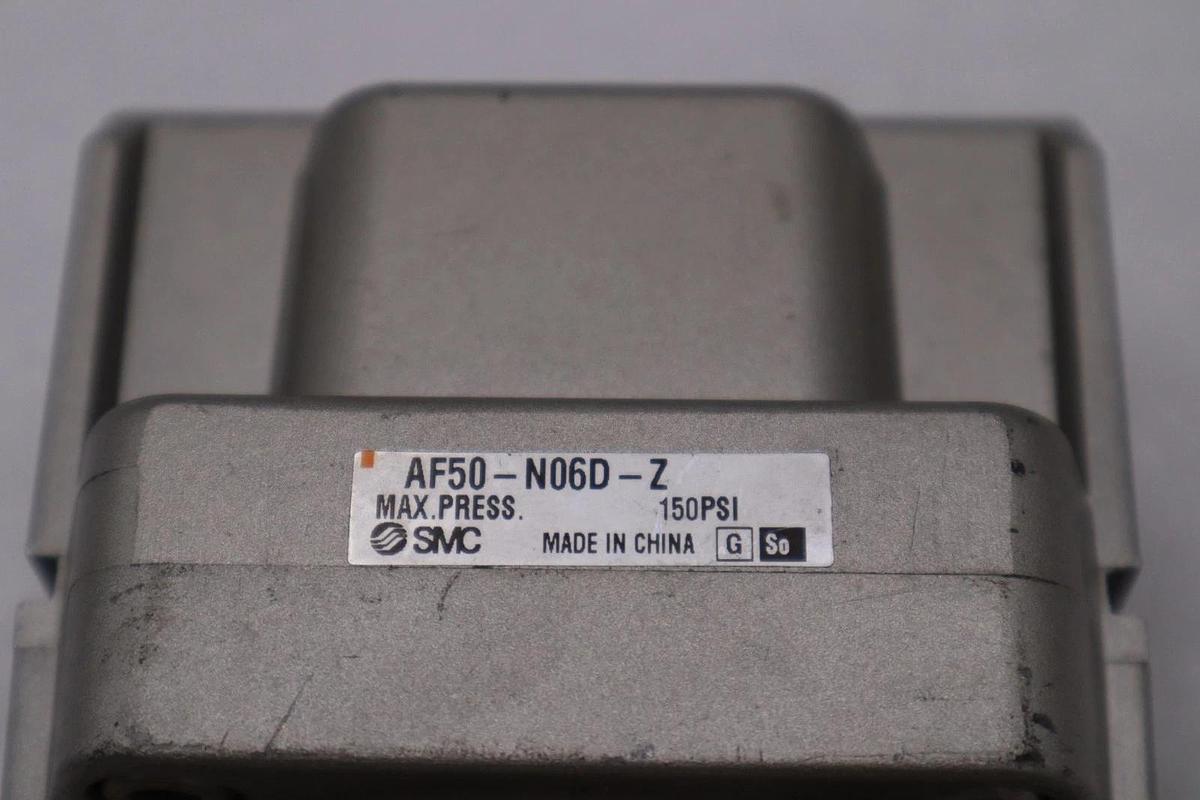 AF50-N06D-Z
MAX.PRESS. 150PSI
SMC MADE IN CHINA G So